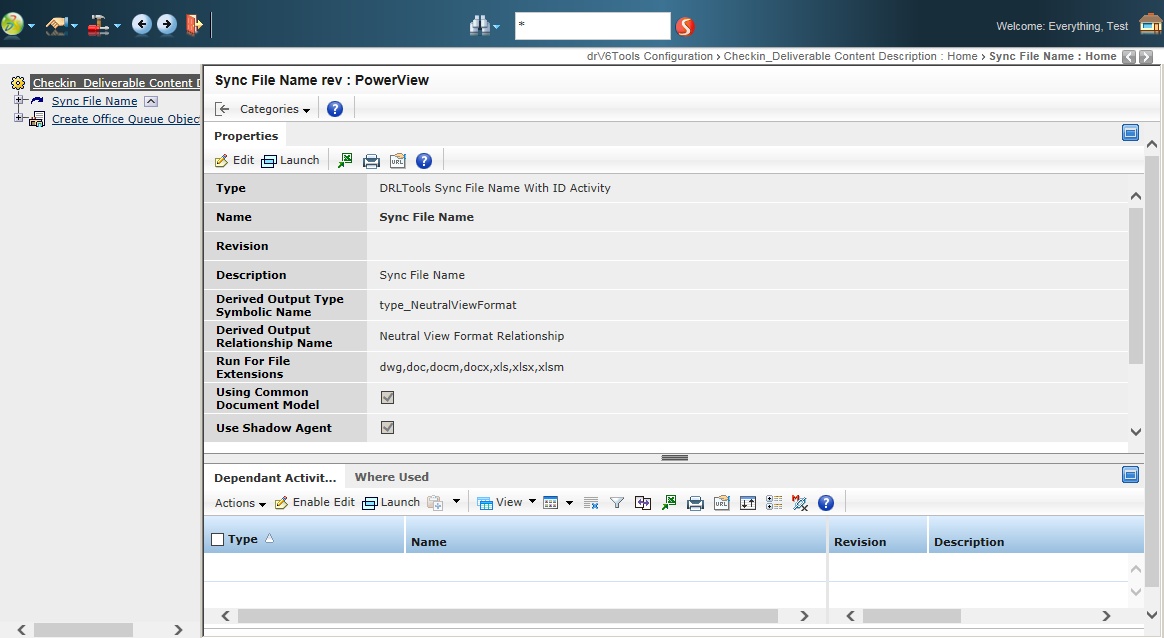 *
Welcome: Everything, Test
drV6Tools Configuration › Checkin_Deliverable Content Description : Home › Sync File Name : Home
Checkin_Deliverable Content D
Sync File Name
Create Office Queue Objec
Sync File Name rev : PowerView
Categories
Properties
Edit Launch
Type DRLTools Sync File Name With ID Activity
Name Sync File Name
Revision
Description Sync File Name
Derived Output Type
Symbolic Name
type_NeutralViewFormat
Derived Output
Relationship Name
Neutral View Format Relationship
Run For File
Extensions
dwg,doc,docm,docx,xls,xlsx,xlsm
Using Common
Document Model
Use Shadow Agent
Dependant Activit... Where Used
Actions Enable Edit Launch View
Type Name Revision Description